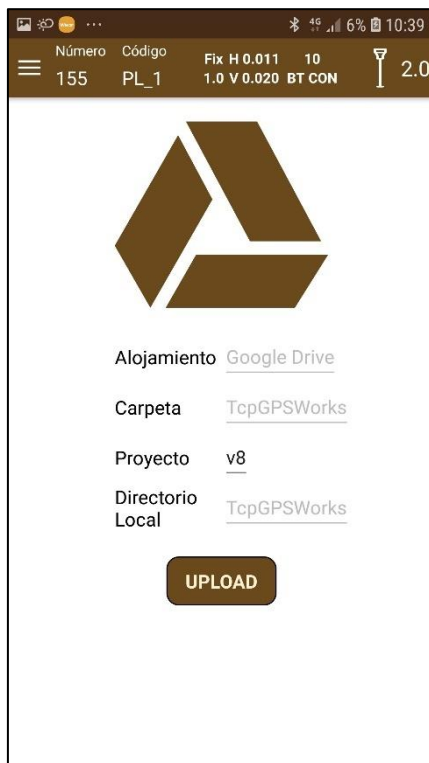 4G 6% 10:39
Número Código
155 PL_1
Fix H 0.011 10
1.0 V 0.020 BT CON
2.0
Alojamiento Google Drive
Carpeta TcpGPSWorks
Proyecto v8
Directorio Local TcpGPSWorks
UPLOAD